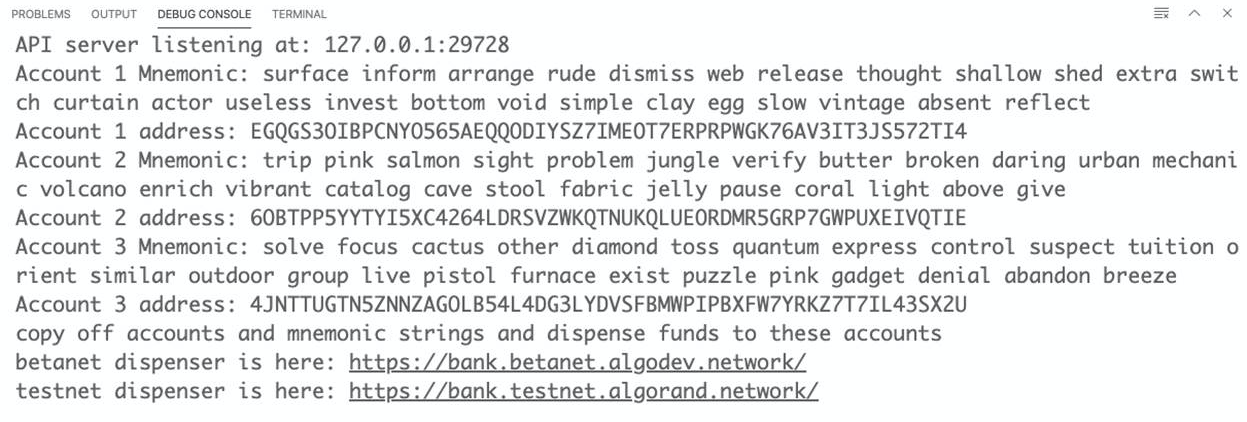 PROBLEMS OUTPUT DEBUG CONSOLE TERMINAL
API server listening at: 127.0.0.1:29728
Account 1 Mnemonic: surface inform arrange rude dismiss web release thought shallow shed extra swit
ch curtain actor useless invest bottom void simple clay egg slow vintage absent reflect
Account 1 address: EGQGS3OIBPCNYO565AEQQODIYSZ7IMEOT7ERPRPWGK76AV3IT3JS572TI4
Account 2 Mnemonic: trip pink salmon sight problem jungle verify butter broken daring urban mechani
c volcano enrich vibrant catalog cave stool fabric jelly pause coral light above give
Account 2 address: 6OBTPP5YYTYI5XC4264LDRSVZWKQTNUKQLUEORDMR5GRP7GWPUXEIVQTIE
Account 3 Mnemonic: solve focus cactus other diamond toss quantum express control suspect tuition o
rient similar outdoor group live pistol furnace exist puzzle pink gadget denial abandon breeze
Account 3 address: 4JNTTUGTN5ZNNZAGOLB54L4DG3LYDVSFBMWPIPBXFW7YRKZ7T7IL43SX2U
copy off accounts and mnemonic strings and dispense funds to these accounts
betanet dispenser is here: https://bank.betanet.algodev.network/
testnet dispenser is here: https://bank.testnet.algorand.network/